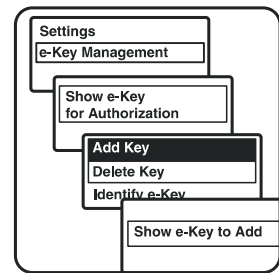 Settings
e-Key Management
Show e-Key
for Authorization
Add Key
Delete Key
Identify e-Key
Show e-Key to Add